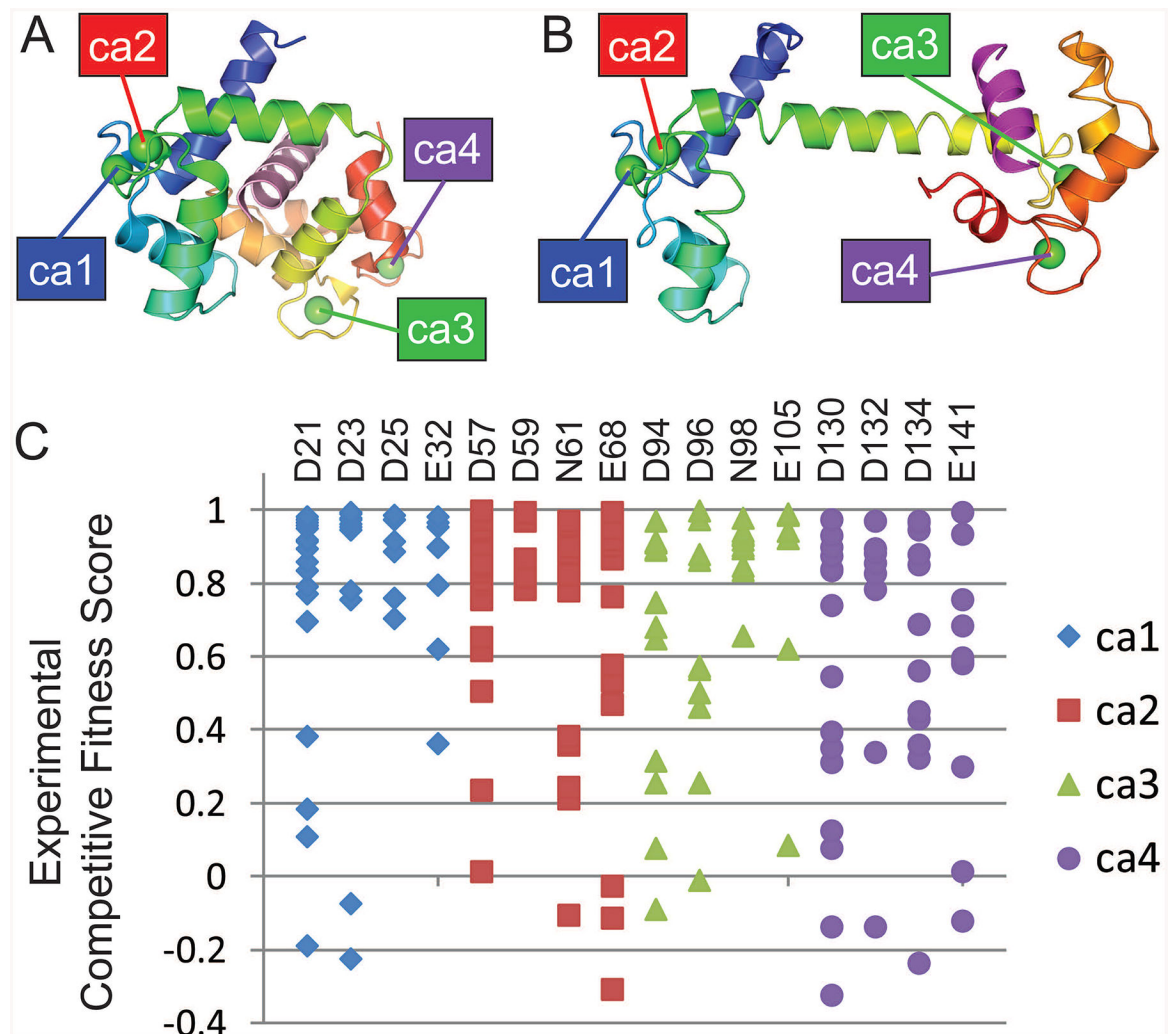 A
ca2
ca4
ca1
ca3
B
ca2
ca3
ca1
ca4
C
D21 D23 D25 E32 D57 D59 N61 E68 D94 D96 N98 E105 D130 D132 D134 E141
Experimental
Competitive Fitness Score
1
0.8
0.6
0.4
0.2
0
-0.2
-0.4
ca1
ca2
ca3
ca4